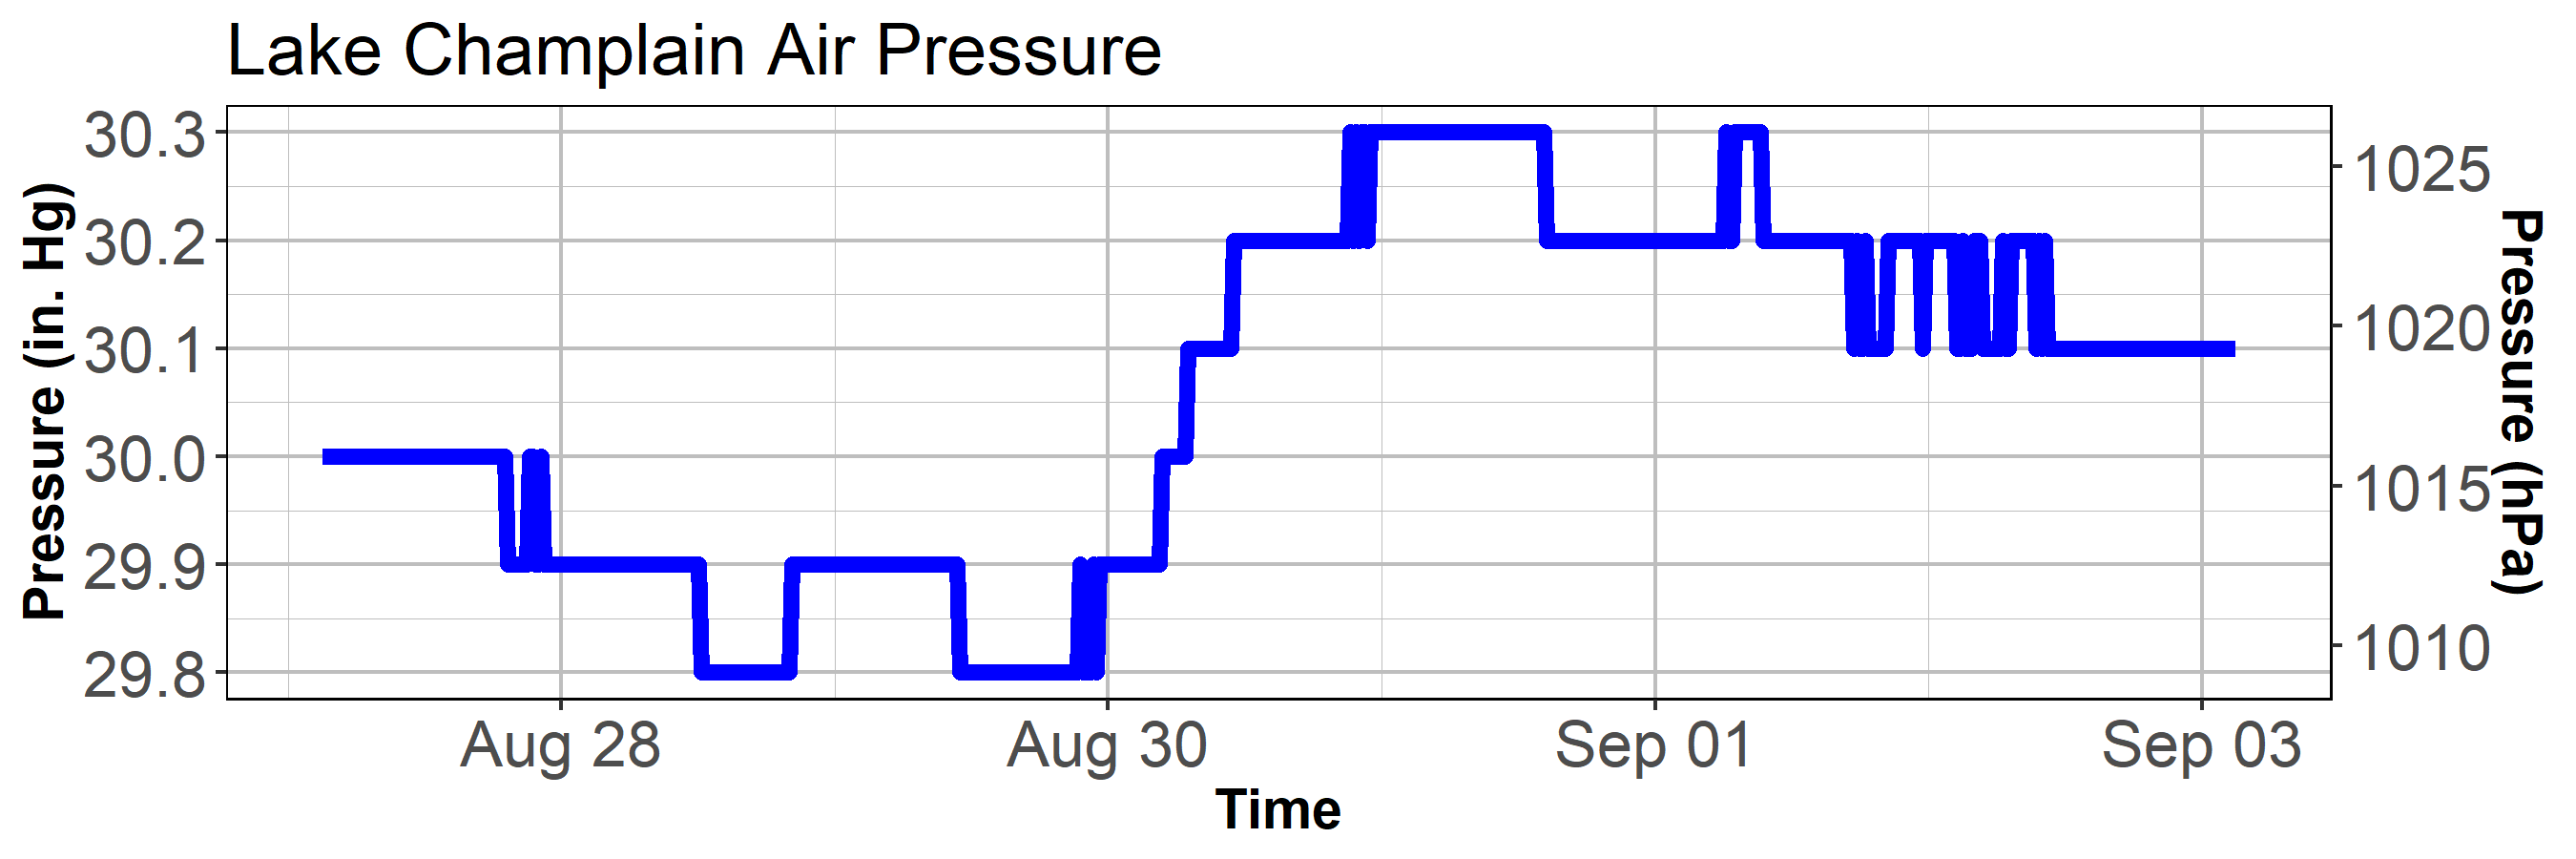 Lake Champlain Air Pressure
Pressure (in. Hg)
30.3
30.2
30.1
30.0
29.9
29.8
1025
1020
1015
1010
Pressure (hPa)
Aug 28
Aug 30
Sep 01
Sep 03
Time